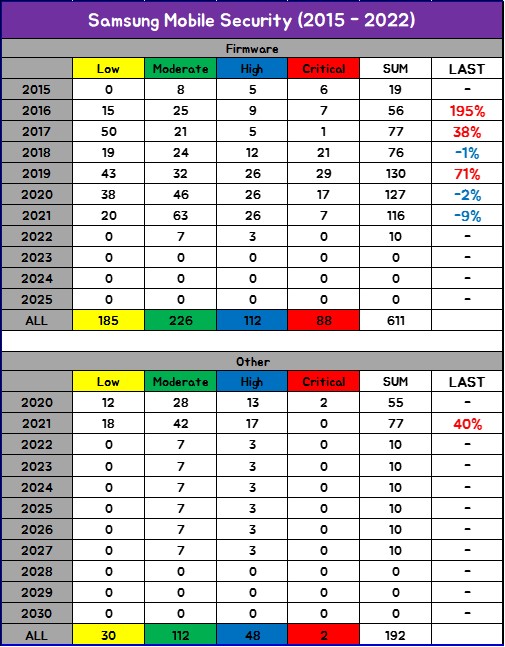 Samsung Mobile Security (2015 - 2022)
Firmware
Low Moderate High Critical SUM LAST
2015 0 8 5 6 19 -
2016 15 25 9 7 56 195%
2017 50 21 5 1 77 38%
2018 19 24 12 21 76 -1%
2019 43 32 26 29 130 71%
2020 38 46 26 17 127 -2%
2021 20 63 26 7 116 -9%
2022 0 7 3 0 10 -
2023 0 0 0 0 0 -
2024 0 0 0 0 0 -
2025 0 0 0 0 0 -
ALL 185 226 112 88 611
Other
Low Moderate High Critical SUM LAST
2020 12 28 13 2 55 -
2021 18 42 17 0 77 40%
2022 0 7 3 0 10 -
2023 0 7 3 0 10 -
2024 0 7 3 0 10 -
2025 0 7 3 0 10 -
2026 0 7 3 0 10 -
2027 0 7 3 0 10 -
2028 0 0 0 0 0 -
2029 0 0 0 0 0 -
2030 0 0 0 0 0 -
ALL 30 112 48 2 192